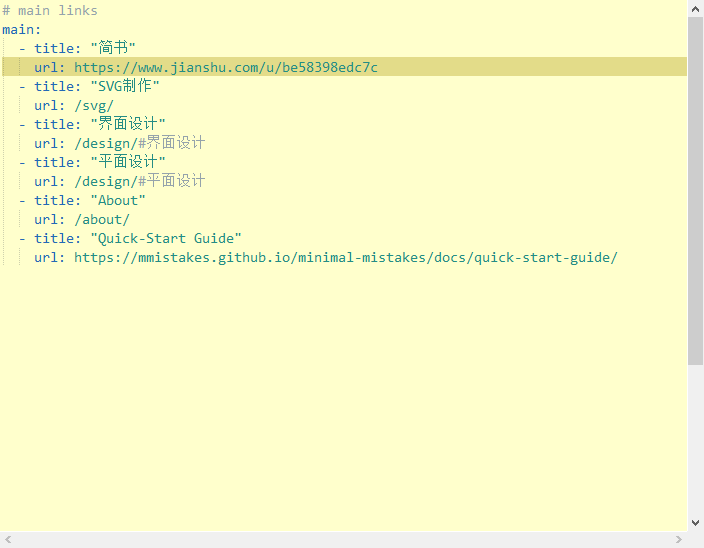 # main links
main:
  - title: "简书"
    url: https://www.jianshu.com/u/be58398edc7c
  - title: "SVG制作"
    url: /svg/
  - title: "界面设计"
    url: /design/#界面设计
  - title: "平面设计"
    url: /design/#平面设计
  - title: "About"
    url: /about/
  - title: "Quick-Start Guide"
    url: https://mmistakes.github.io/minimal-mistakes/docs/quick-start-guide/